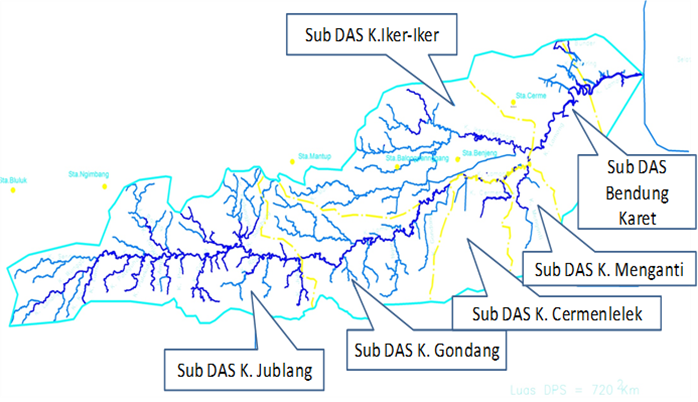 Sub DAS K.Iker-Iker
Sta.Cerme
Sta.Mantup
Sta.Benjeng
Sta.Ngimbang
Sta.Bluluk
Sub DAS
Bendung
Karet
Sub DAS K. Menganti
Sub DAS K. Cermenlelek
Sub DAS K. Gondang
Sub DAS K. Jublang
Luas DPS = 720 Km2